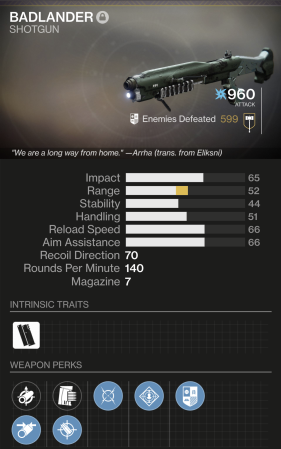 BADLANDER
SHOTGUN
960
ATTACK
Enemies Defeated 599
"We are a long way from home." —Arrha (trans. from Eliksni)
Impact 65
Range 52
Stability 44
Handling 51
Reload Speed 66
Aim Assistance 66
Recoil Direction 70
Rounds Per Minute 140
Magazine 7
INTRINSIC TRAITS
WEAPON PERKS